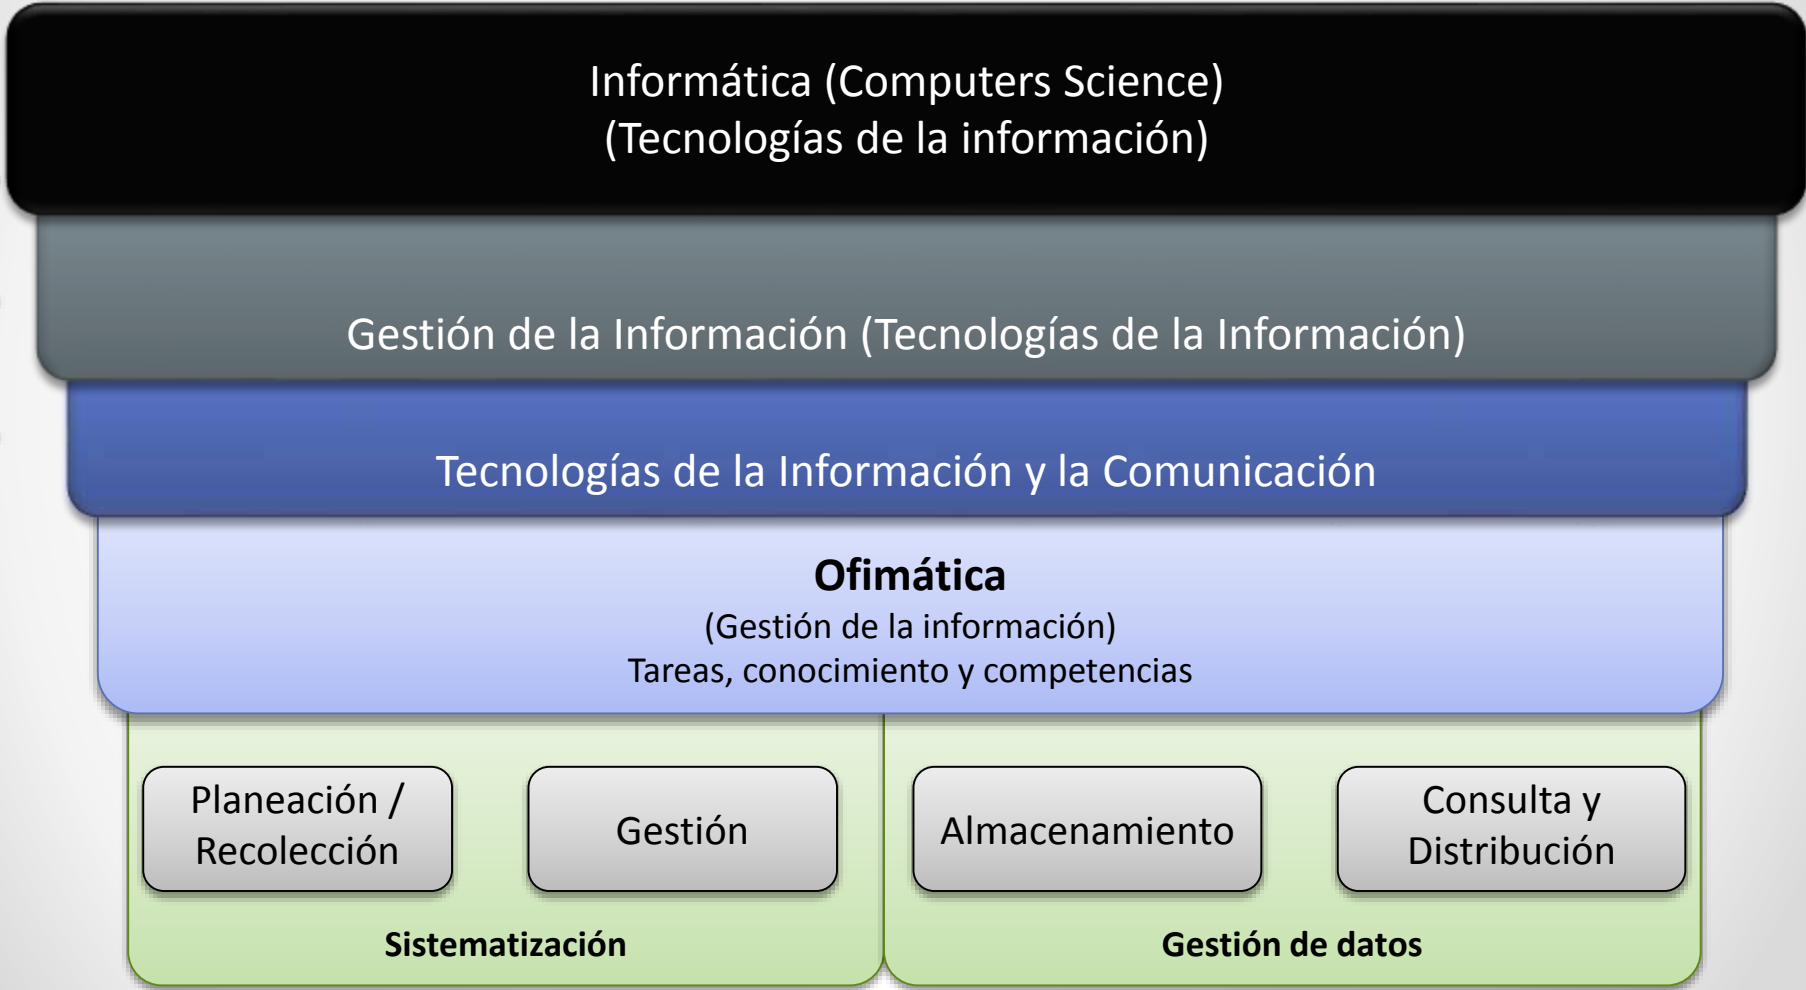 Informática (Computers Science)
(Tecnologías de la información)
Gestión de la Información (Tecnologías de la Información)
Tecnologías de la Información y la Comunicación
Ofimática
(Gestión de la información)
Tareas, conocimiento y competencias
Planeación /
Recolección
Gestión
Almacenamiento
Consulta y
Distribución
Sistematización
Gestión de datos